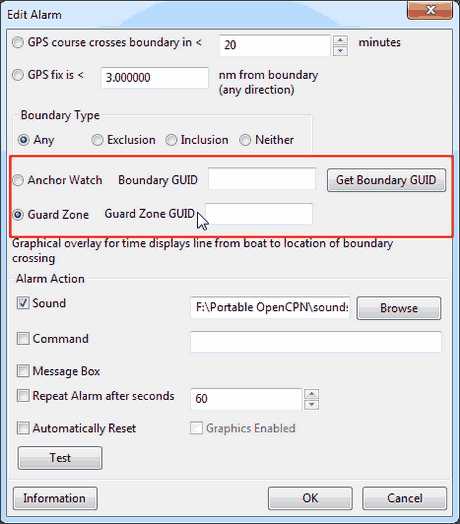 Edit Alarm
GPS course crosses boundary in < 20 minutes
GPS fix is < 3.000000 nm from boundary
(any direction)
Boundary Type
Any Exclusion Inclusion Neither
Anchor Watch Boundary GUID Get Boundary GUID
Guard Zone Guard Zone GUID
Graphical overlay for time displays line from boat to location of boundary
crossing
Alarm Action
Sound F:\Portable OpenCPN\sounds Browse
Command
Message Box
Repeat Alarm after seconds 60
Automatically Reset Graphics Enabled
Test
Information OK Cancel